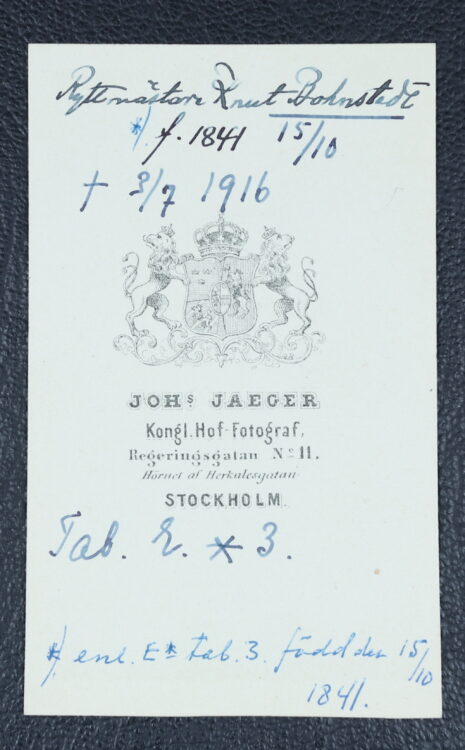 Ryttmästare Knut Bohnstedt
*) f. 1841 15/10
† 3/7 1916
JOHS JAEGER
Kongl. Hof-Fotograf,
Regeringsgatan No 11.
Hörnet af Herkulesgatan
STOCKHOLM.
Tab. E. * 3.
*) enl. E* tab. 3. född den 15/10
1841.